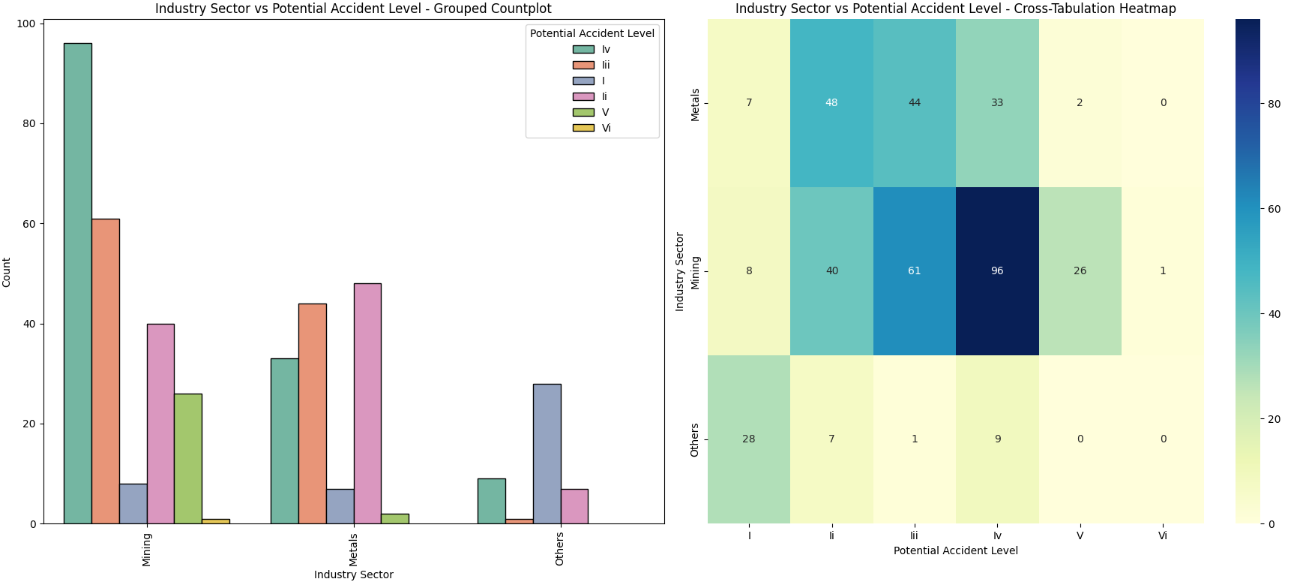 Industry Sector vs Potential Accident Level - Grouped Countplot
100
80
60
40
20
0
Count
Potential Accident Level
Iv
Iii
I
Ii
V
Vi
Mining
Metals
Others
Industry Sector
Industry Sector vs Potential Accident Level - Cross-Tabulation Heatmap
Metals
7 48 44 33 2 0
Industry Sector
Mining
8 40 61 96 26 1
Others
28 7 1 9 0 0
I Ii Iii Iv V Vi
Potential Accident Level
80
60
40
20
0